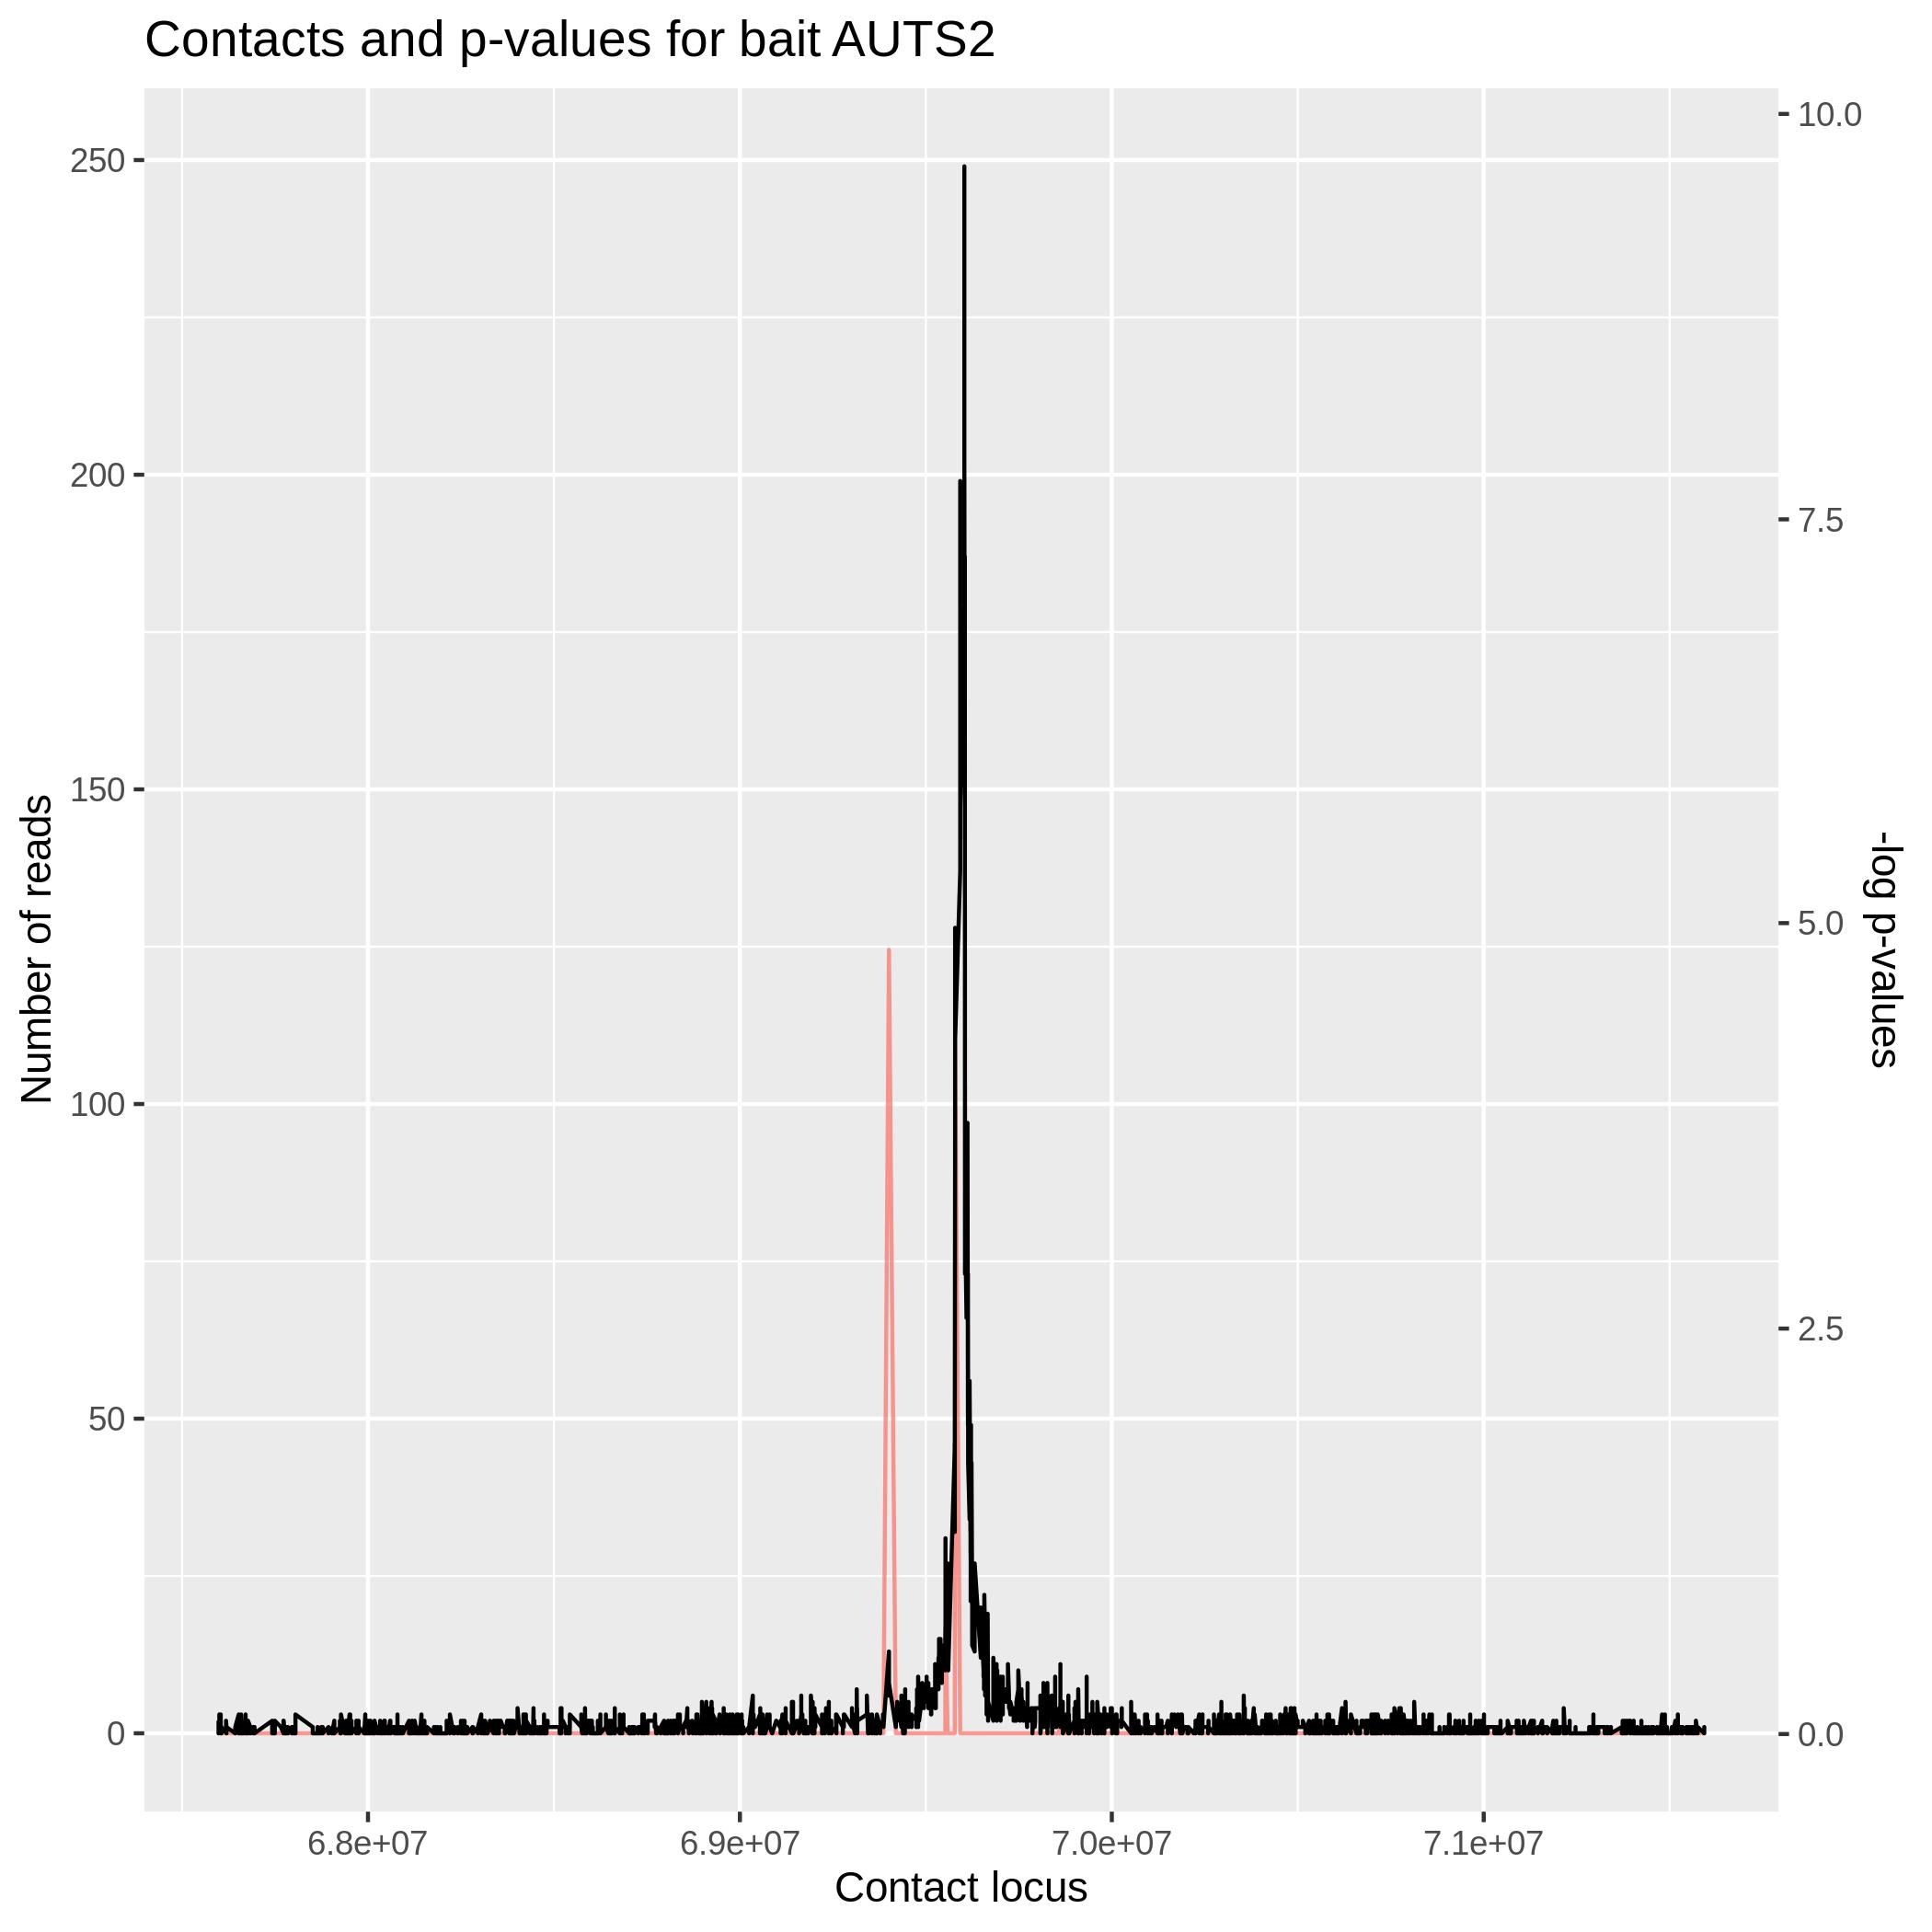 Contacts and p-values for bait AUTS2
250
200
150
100
50
0
Number of reads
10.0
7.5
5.0
2.5
0.0
-log p-values
6.8e+07
6.9e+07
7.0e+07
7.1e+07
Contact locus